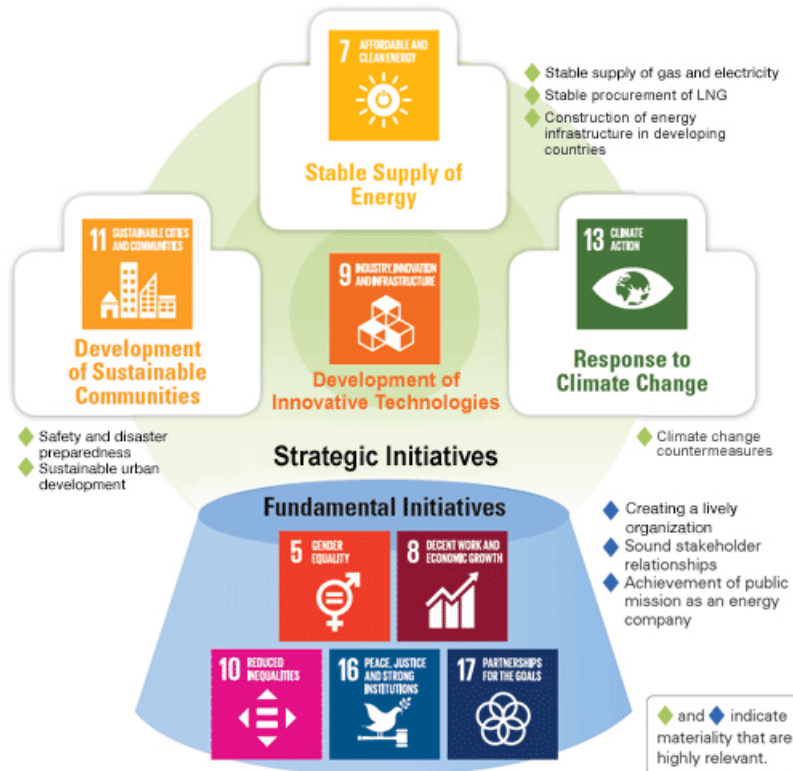 7 AFFORDABLE AND
CLEAN ENERGY
Stable Supply of
Energy
Stable supply of gas and electricity
Stable procurement of LNG
Construction of energy
infrastructure in developing
countries
11 SUSTAINABLE CITIES
AND COMMUNITIES
Development
of Sustainable
Communities
Safety and disaster
preparedness
Sustainable urban
development
9 INDUSTRY, INNOVATION
AND INFRASTRUCTURE
Development of
Innovative Technologies
13 CLIMATE
ACTION
Response to
Climate Change
Climate change
countermeasures
Strategic Initiatives
Fundamental Initiatives
5 GENDER
EQUALITY
8 DECENT WORK AND
ECONOMIC GROWTH
10 REDUCED
INEQUALITIES
16 PEACE, JUSTICE
AND STRONG
INSTITUTIONS
17 PARTNERSHIPS
FOR THE GOALS
Creating a lively
organization
Sound stakeholder
relationships
Achievement of public
mission as an energy
company
and indicate
materiality that are
highly relevant.